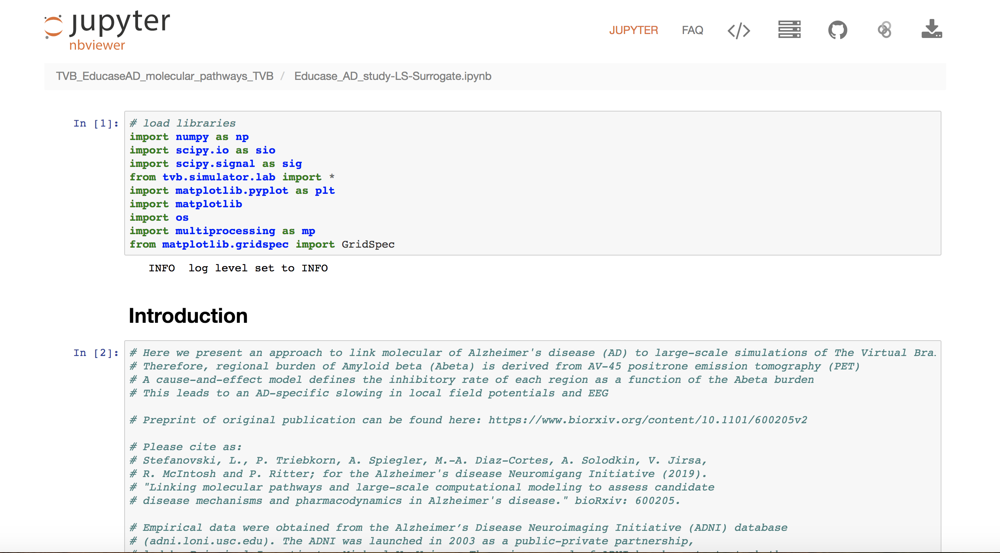 jupyter
nbviewer
JUPYTER FAQ
TVB_EducaseAD_molecular_pathways_TVB / Educase_AD_study-LS-Surrogate.ipynb
In [1]:
# load libraries
import numpy as np
import scipy.io as sio
import scipy.signal as sig
from tvb.simulator.lab import *
import matplotlib.pyplot as plt
import matplotlib
import os
import multiprocessing as mp
from matplotlib.gridspec import GridSpec
INFO  log level set to INFO
Introduction
In [2]:
# Here we present an approach to link molecular of Alzheimer's disease (AD) to large-scale simulations of The Virtual Bra
# Therefore, regional burden of Amyloid beta (Abeta) is derived from AV-45 positrone emission tomography (PET)
# A cause-and-effect model defines the inhibitory rate of each region as a function of the Abeta burden
# This leads to an AD-specific slowing in local field potentials and EEG
# Preprint of original publication can be found here: https://www.biorxiv.org/content/10.1101/600205v2
# Please cite as:
# Stefanovski, L., P. Triebkorn, A. Spiegler, M.-A. Diaz-Cortes, A. Solodkin, V. Jirsa,
# R. McIntosh and P. Ritter; for the Alzheimer's disease Neuromigang Initiative (2019).
# "Linking molecular pathways and large-scale computational modeling to assess candidate
# disease mechanisms and pharmacodynamics in Alzheimer's disease." bioRxiv: 600205.
# Empirical data were obtained from the Alzheimer’s Disease Neuroimaging Initiative (ADNI) database
# (adni.loni.usc.edu). The ADNI was launched in 2003 as a public-private partnership,